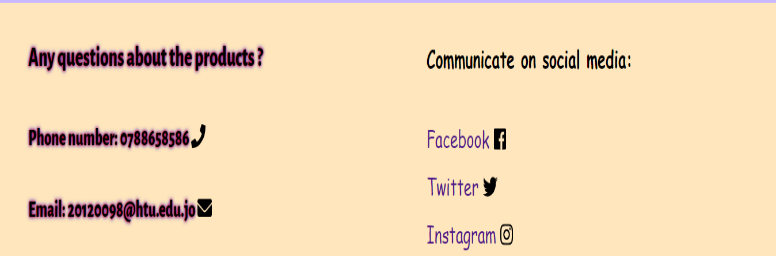 Any questions about the products ?
Phone number: 0788658586
Email: 20120098@htu.edu.jo
Communicate on social media:
Facebook
Twitter
Instagram